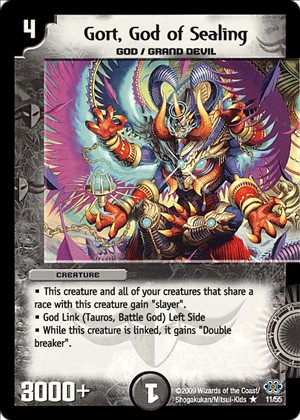 4
Gort, God of Sealing
GOD / GRAND DEVIL
CREATURE
▪ This creature and all of your creatures that share a
race with this creature gain "slayer".
▪ God Link (Tauros, Battle God) Left Side
▪ While this creature is linked, it gains "Double
breaker".
3000+
1
©2009 Wizards of the Coast/
Shogakukan/Mitsui-Kids ★ 11/55